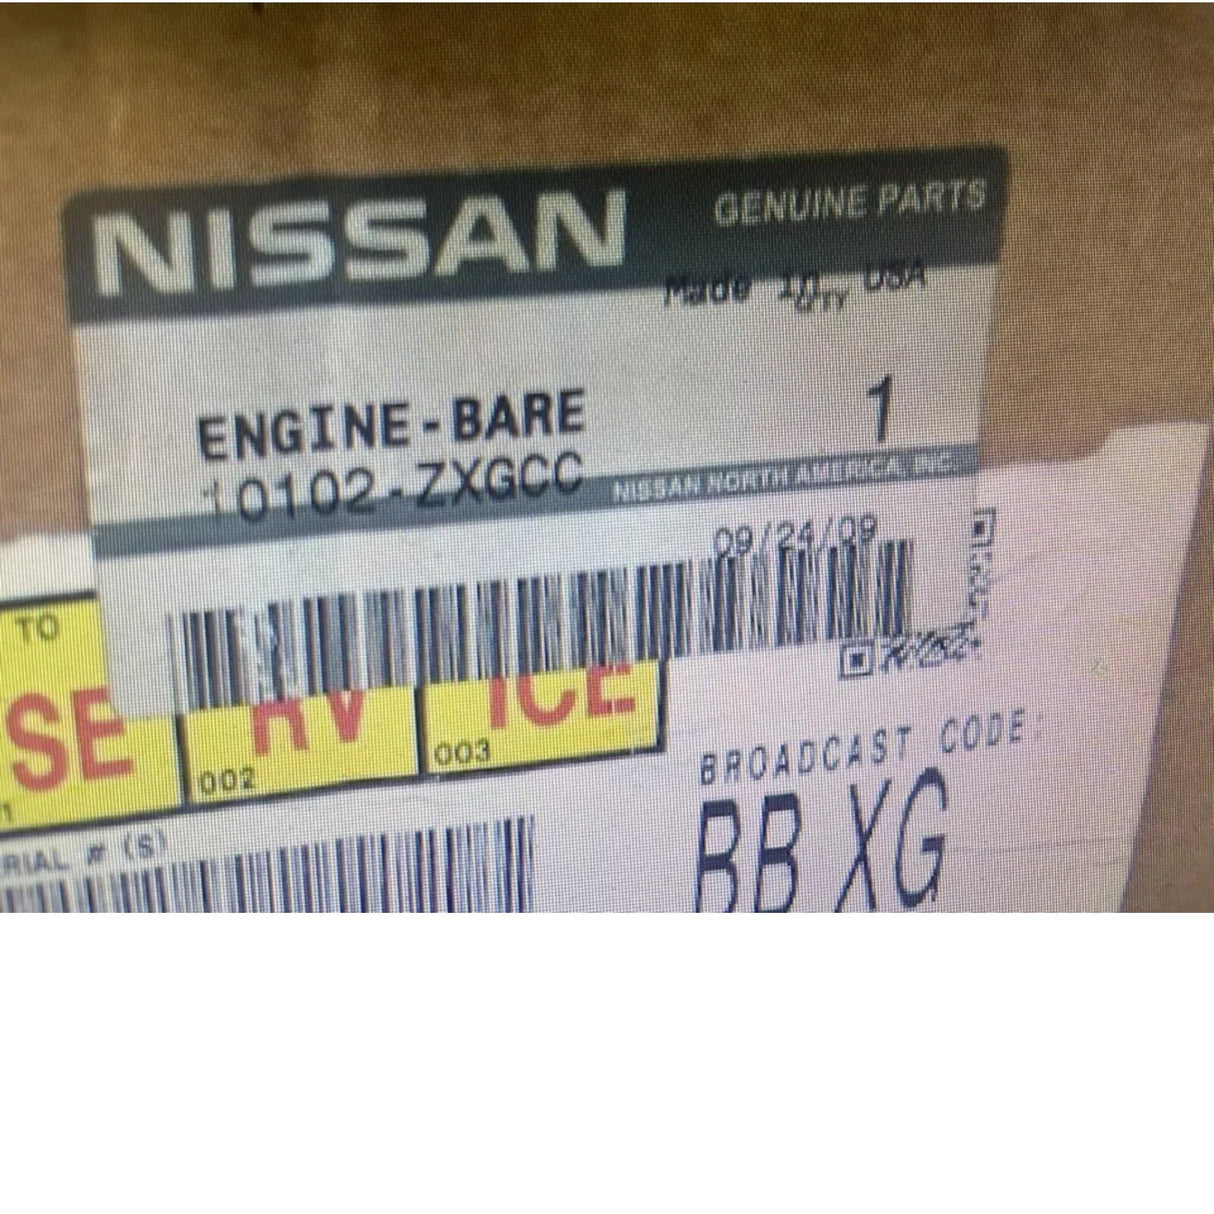 NISSAN GENUINE PARTS
Made In USA
QTY
ENGINE-BARE 1
10102-ZXGCC
NISSAN NORTH AMERICA, INC.
09/24/09
TO
SE RV ICE
002 003
RIAL # (S)
BROADCAST CODE:
BB XG